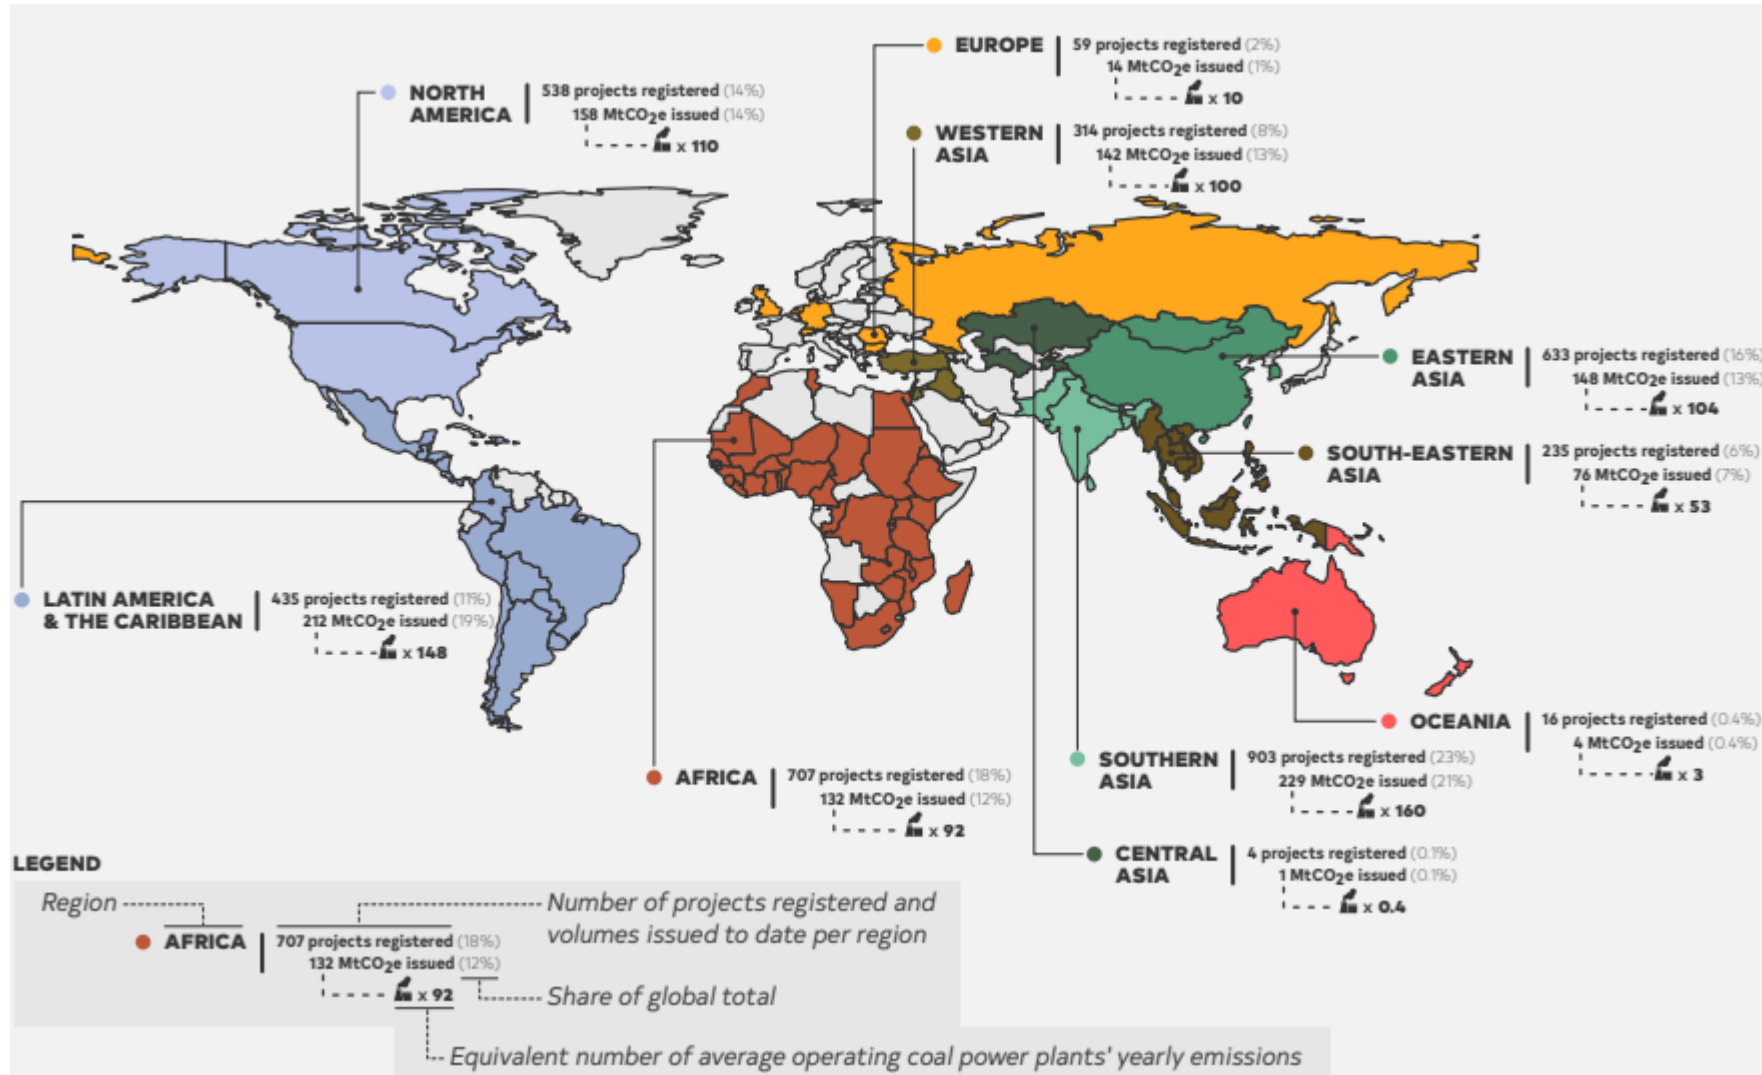 EUROPE
59 projects registered (2%)
14 MtCO2e issued (1%)
x 10
NORTH
AMERICA
538 projects registered (14%)
158 MtCO2e issued (14%)
x 110
WESTERN
ASIA
314 projects registered (8%)
142 MtCO2e issued (13%)
x 100
EASTERN
ASIA
633 projects registered (16%)
148 MtCO2e issued (13%)
x 104
SOUTH-EASTERN
ASIA
235 projects registered (6%)
76 MtCO2e issued (7%)
x 53
LATIN AMERICA
& THE CARIBBEAN
435 projects registered (11%)
212 MtCO2e issued (19%)
x 148
OCEANIA
16 projects registered (0.4%)
4 MtCO2e issued (0.4%)
x 3
SOUTHERN
ASIA
903 projects registered (23%)
229 MtCO2e issued (21%)
x 160
AFRICA
707 projects registered (18%)
132 MtCO2e issued (12%)
x 92
CENTRAL
ASIA
4 projects registered (0.1%)
1 MtCO2e issued (0.1%)
x 0.4
LEGEND
Region
AFRICA
707 projects registered (18%)
132 MtCO2e issued (12%)
x 92
Number of projects registered and
volumes issued to date per region
Share of global total
Equivalent number of average operating coal power plants' yearly emissions